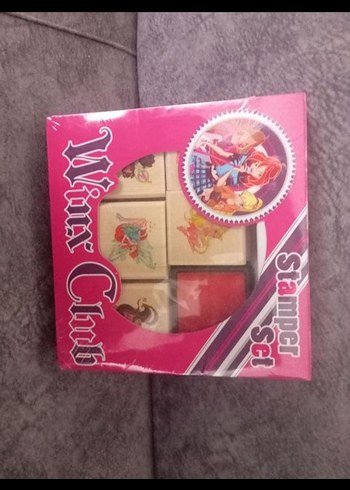 Winx Club
Stamper
Set